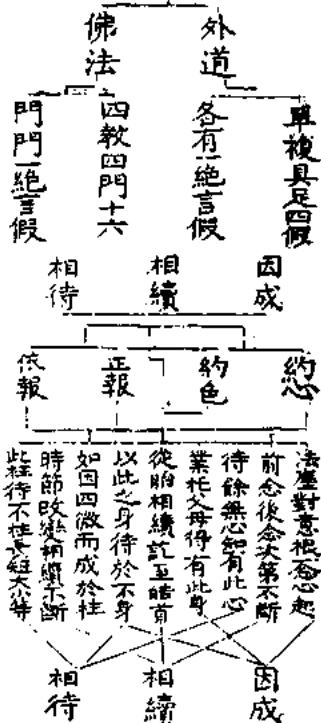 外道
佛法
單複具足四假
各有一絕言假
四教四門十六
門門一絕言假
因成
相續
相待
約心
約色
正報
依報
法塵對意根一念心起
前念後念次第不斷
待餘無心知有此心
業托父母得有此身
從胎相續訖至皓首
以此之身待於不身
如因四微而成於柱
時節改變相續不斷
此柱待不柱長短大小等
因成
相續
相待